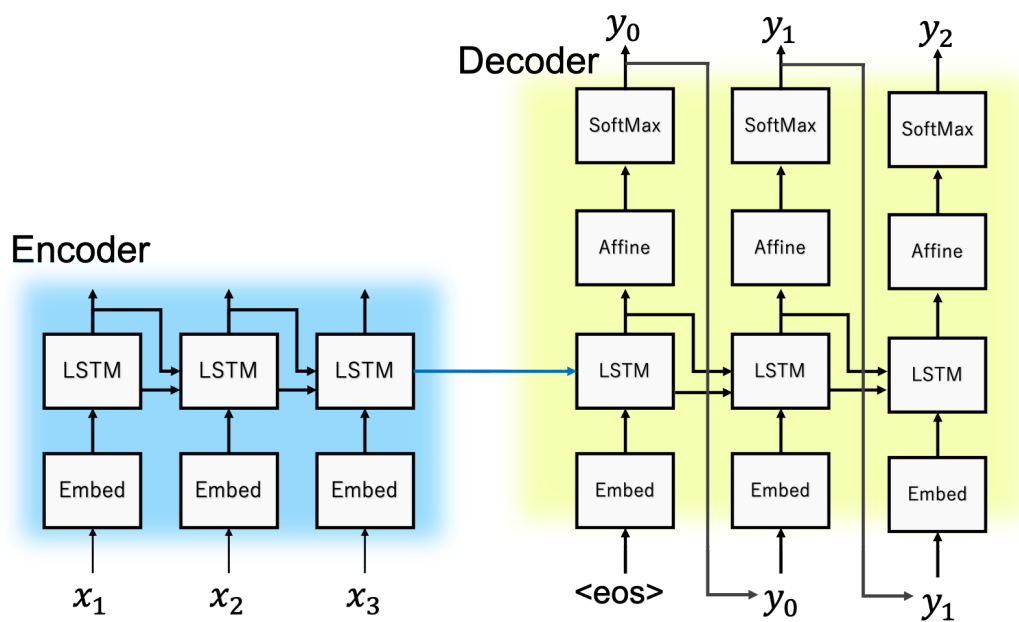 y0 y1 y2
Decoder
SoftMax SoftMax SoftMax
Affine Affine Affine
Encoder
LSTM LSTM LSTM LSTM LSTM LSTM
Embed Embed Embed Embed Embed Embed
x1 x2 x3 <eos> y0 y1